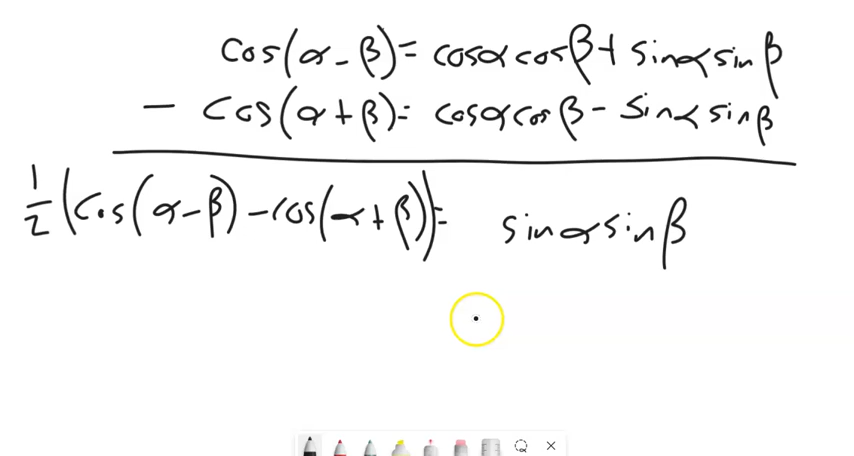 cos(α-β)= cosα cosβ + sinα sinβ
- cos(α+β)= cosα cosβ - sinα sinβ
1/2 (cos(α-β) - cos(α+β))= sinα sinβ